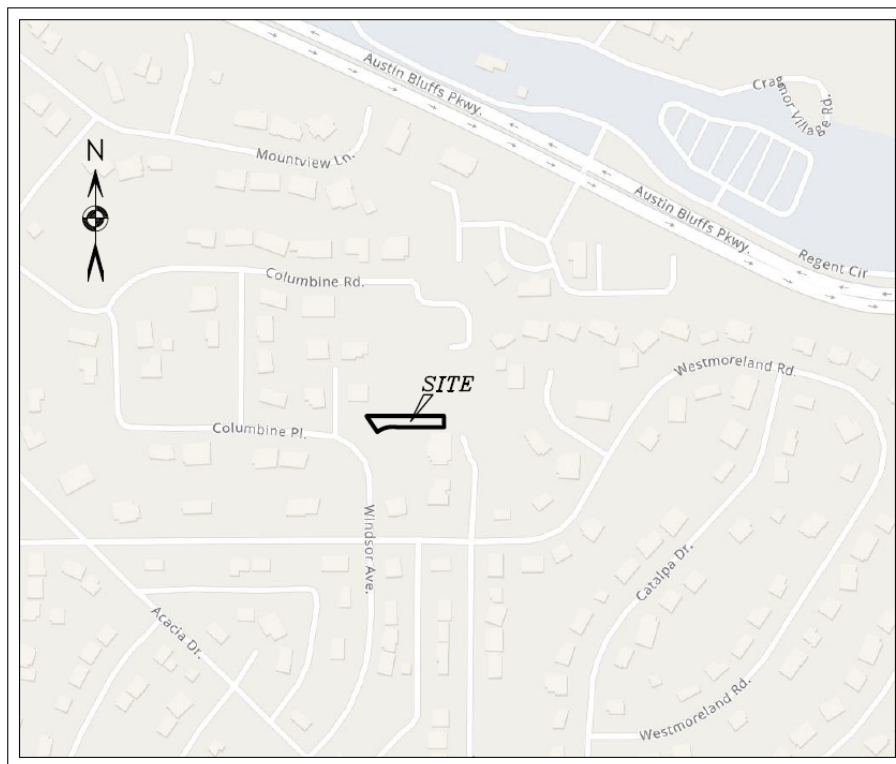 Austin Bluffs Pkwy.
Cragmor Village Rd.
Mountview Ln.
N
Austin Bluffs Pkwy.
Regent Cir
Columbine Rd.
Westmoreland Rd.
SITE
Columbine Pl.
Windsor Ave.
Catalpa Dr.
Acacia Dr.
Westmoreland Rd.